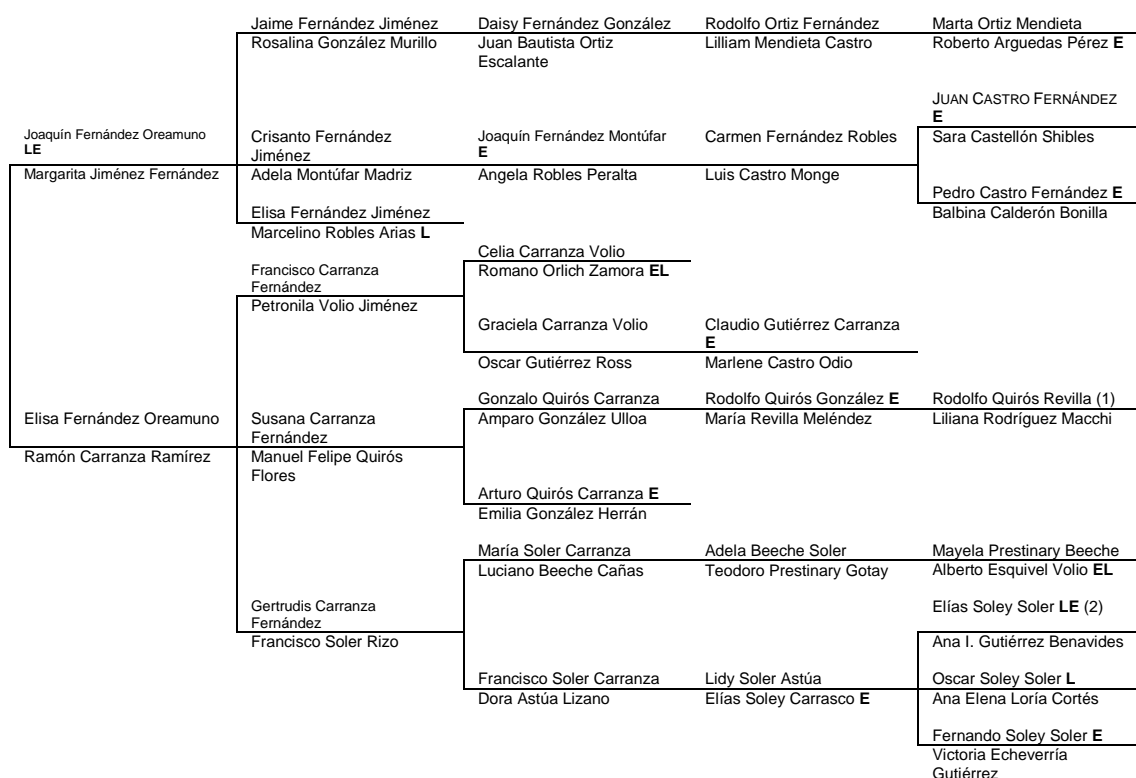 Jaime Fernández Jiménez
Daisy Fernández González
Rodolfo Ortiz Fernández
Marta Ortiz Mendieta
Rosalina González Murillo
Juan Bautista Ortiz
Escalante
Lilliam Mendieta Castro
Roberto Arguedas Pérez E
JUAN CASTRO FERNÁNDEZ
E
Joaquín Fernández Oreamuno
LE
Crisanto Fernández
Jiménez
Joaquín Fernández Montúfar
E
Carmen Fernández Robles
Sara Castellón Shibles
Margarita Jiménez Fernández
Adela Montúfar Madriz
Angela Robles Peralta
Luis Castro Monge
Pedro Castro Fernández E
Elisa Fernández Jiménez
Balbina Calderón Bonilla
Marcelino Robles Arias L
Celia Carranza Volio
Francisco Carranza
Fernández
Romano Orlich Zamora EL
Petronila Volio Jiménez
Graciela Carranza Volio
Claudio Gutiérrez Carranza
E
Oscar Gutiérrez Ross
Marlene Castro Odio
Gonzalo Quirós Carranza
Rodolfo Quirós González E
Rodolfo Quirós Revilla (1)
Elisa Fernández Oreamuno
Susana Carranza
Fernández
Amparo González Ulloa
María Revilla Meléndez
Liliana Rodríguez Macchi
Ramón Carranza Ramírez
Manuel Felipe Quirós
Flores
Arturo Quirós Carranza E
Emilia González Herrán
María Soler Carranza
Adela Beeche Soler
Mayela Prestinary Beeche
Luciano Beeche Cañas
Teodoro Prestinary Gotay
Alberto Esquivel Volio EL
Gertrudis Carranza
Fernández
Elías Soley Soler LE (2)
Francisco Soler Rizo
Ana I. Gutiérrez Benavides
Francisco Soler Carranza
Lidy Soler Astúa
Oscar Soley Soler L
Dora Astúa Lizano
Elías Soley Carrasco E
Ana Elena Loría Cortés
Fernando Soley Soler E
Victoria Echeverría
Gutiérrez